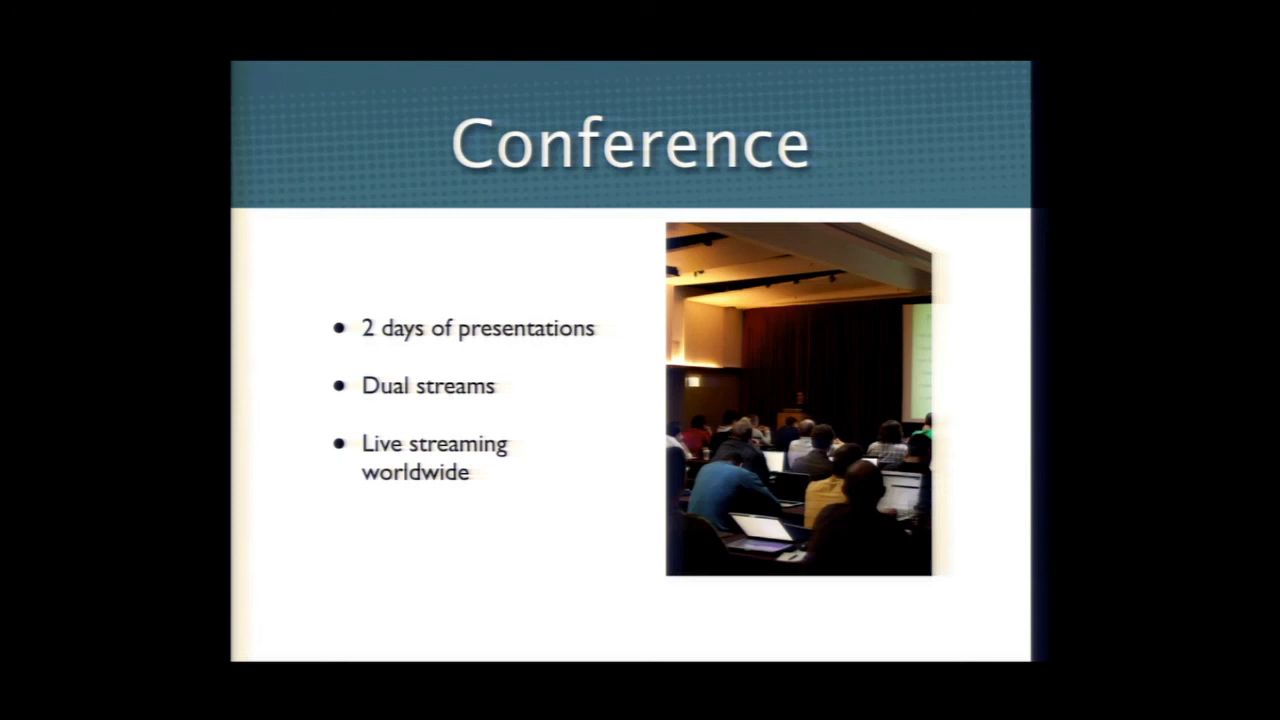 Conference
• 2 days of presentations
• Dual streams
• Live streaming
worldwide